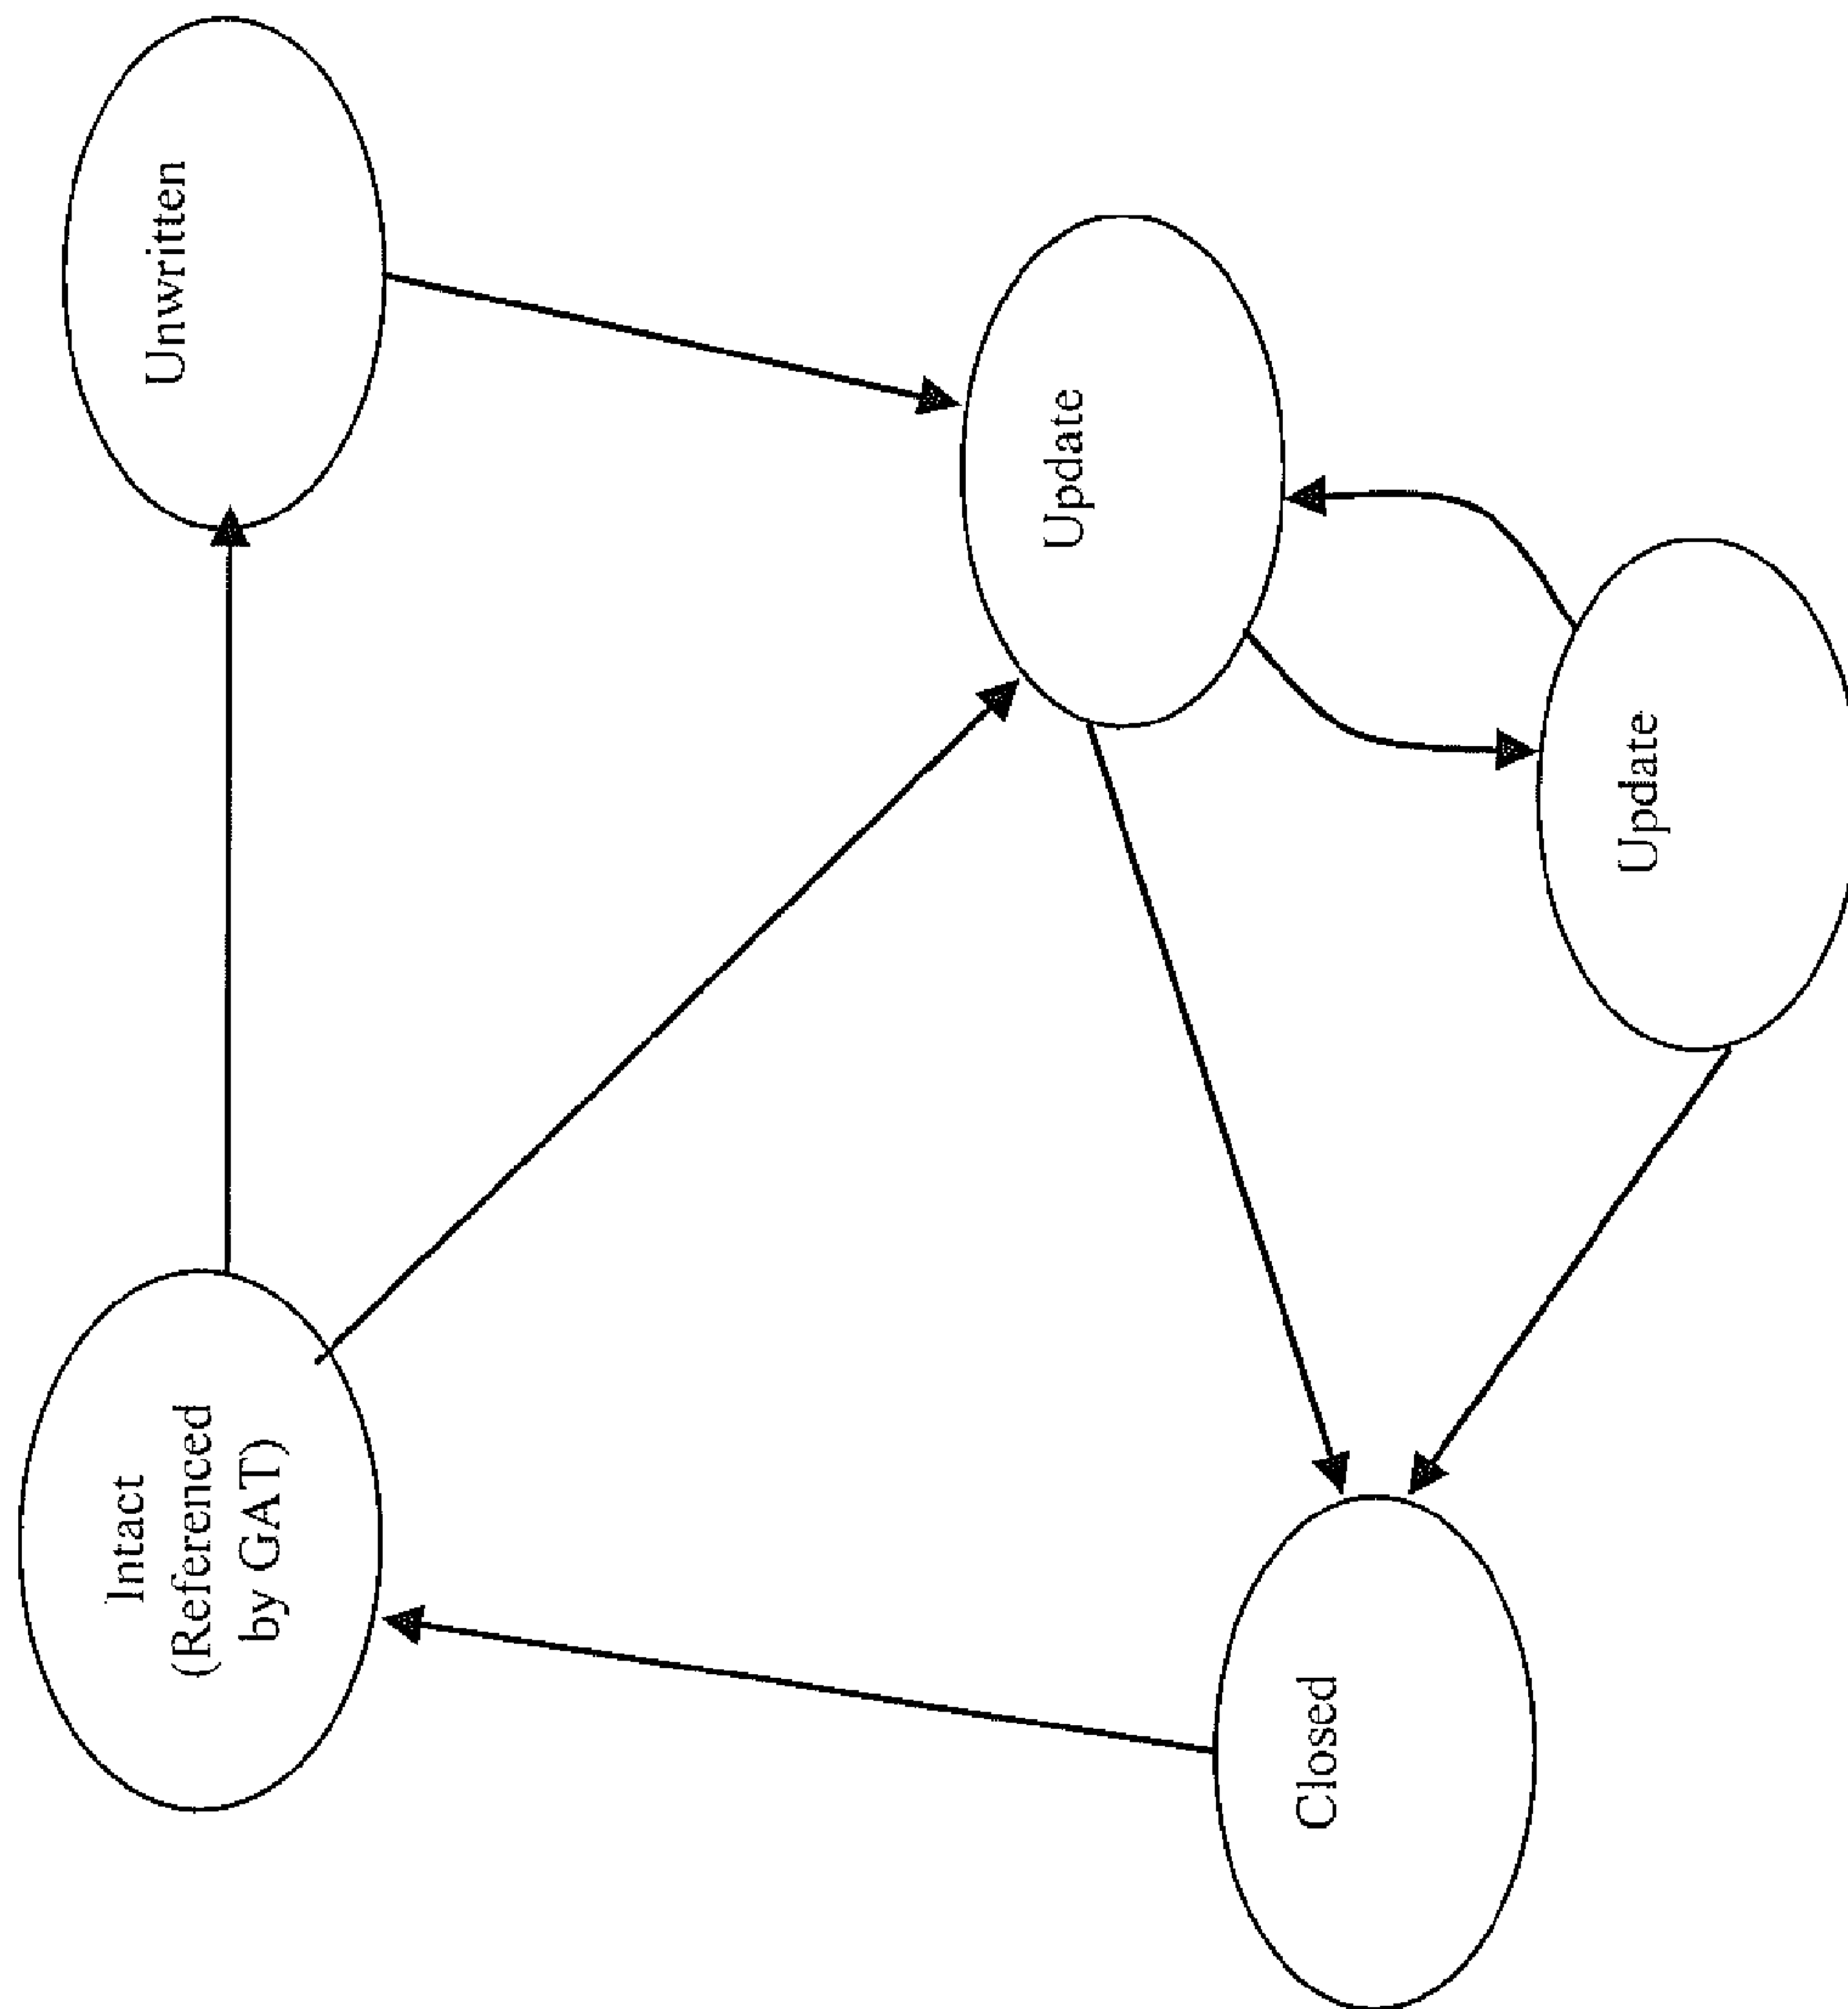 Intact
(Referenced
by GAT)
Unwritten
Update
Closed
Update